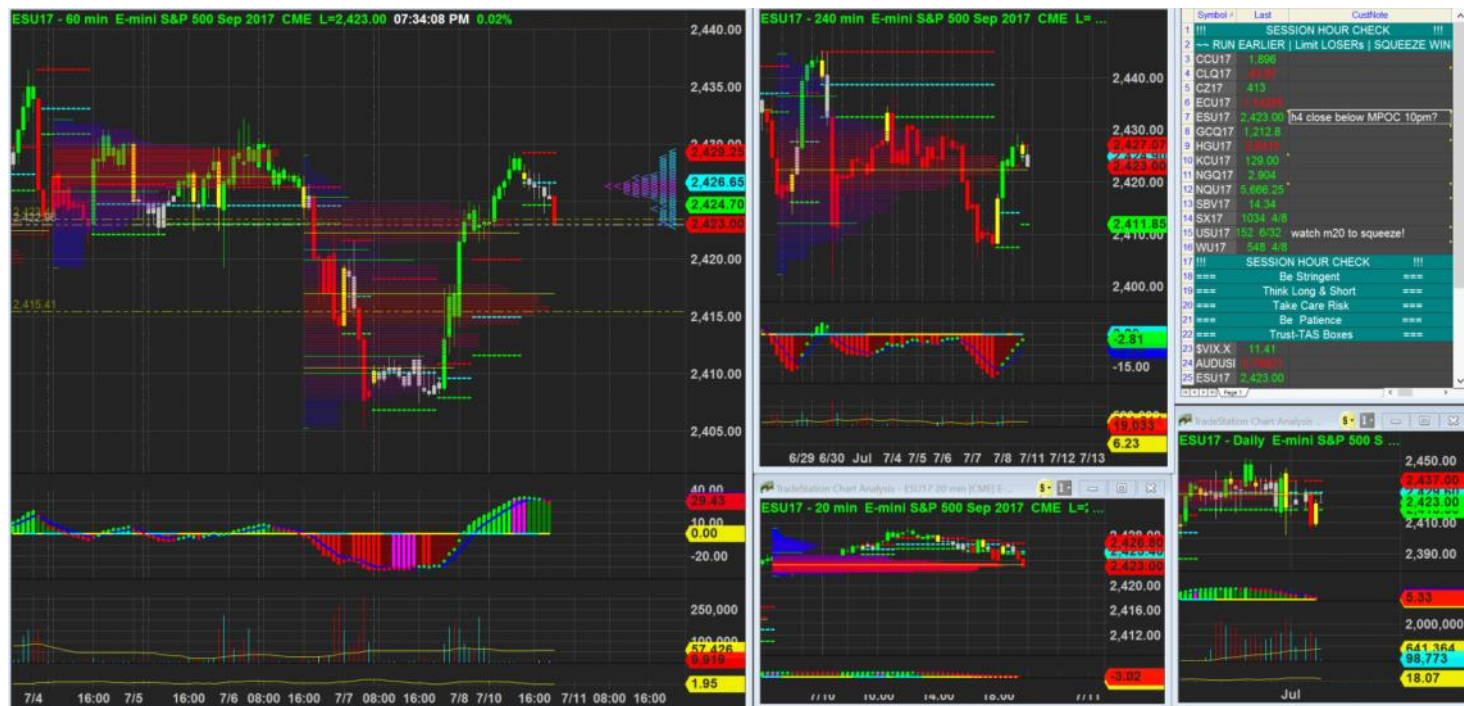 ESU17 - 60 min E-mini S&P 500 Sep 2017 CME L=2,423.00 07:34:08 PM 0.02%
2,440.00
2,435.00
2,429.25
2,426.65
2,424.70
2,423.00
2,420.00
2,415.41
2,415.00
2,410.00
2,405.00
29.43
10.00
0.00
-20.00
250,000
57,426
9,919
1.95
7/4 16:00 7/5 16:00 7/6 08:00 16:00 7/7 08:00 16:00 7/8 7/10 16:00 7/11 08:00 16:00
ESU17 - 240 min E-mini S&P 500 Sep 2017 CME L= ...
2,440.00
2,430.00
2,427.07
2,423.00
2,420.00
2,411.85
2,410.00
2,400.00
-2.81
-15.00
19,033
6.23
6/29 6/30 Jul 7/4 7/5 7/6 7/7 7/8 7/11 7/12 7/13
TradeStation Chart Analysis - ESU17 20 min [CME] E-...
ESU17 - 20 min E-mini S&P 500 Sep 2017 CME L=2 ...
2,426.80
2,423.00
2,420.00
2,416.00
2,412.00
-3.02
7/10 10:00 14:00 18:00 7/11
Symbol Last CustNote
1 !!! SESSION HOUR CHECK !!!
2 ~~ RUN EARLIER | Limit LOSERs | SQUEEZE WIN
3 CCU17 1,896
4 CLQ17
5 CZ17 413
6 ECU17
7 ESU17 2,423.00 h4 close below MPOC 10pm?
8 GCQ17 1,212.8
9 HGU17
10 KCU17 129.00
11 NGQ17 2.904
12 NQU17 5,666.25
13 SBV17 14.34
14 SX17 1034 4/8
15 USU17 152 6/32 watch m20 to squeeze!
16 WU17 548 4/8
17 !!! SESSION HOUR CHECK !!!
18 === Be Stringent ===
19 === Think Long & Short ===
20 === Take Care Risk ===
21 === Be Patience ===
22 === Trust-TAS Boxes ===
23 $VIX.X 11.41
24 AUDUSI
25 ESU17 2,423.00
Page 1
TradeStation Chart Analysis ...
ESU17 - Daily E-mini S&P 500 S ...
2,450.00
2,437.00
2,423.00
2,410.00
2,390.00
5.33
2,000,000
641,364
98,773
18.07
Jul